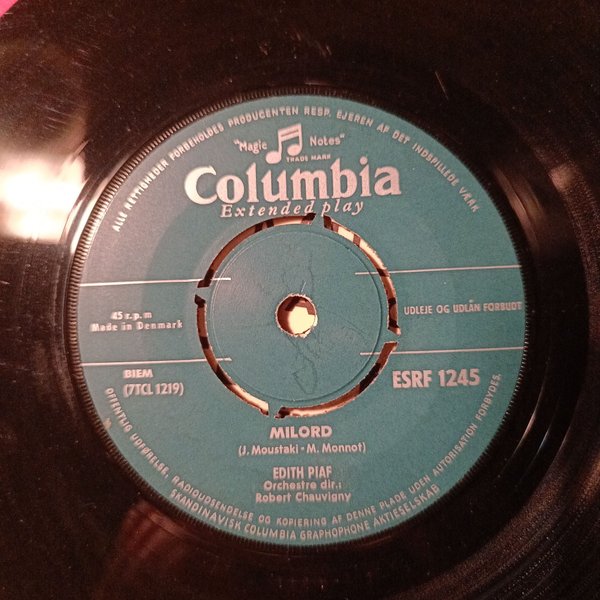 ALLE RETTIGHEDER FORBEHOLDES PRODUCENTEN RESP. EJEREN AF DET INDSPILLEDE VÆRK
"Magic Notes"
TRADE MARK
Columbia
Extended play
45 r.p.m
Made in Denmark
UDLEJE OG UDLÅN FORBUDT
BIEM
(7TCL 1219)
ESRF 1245
MILORD
(J. Moustaki - M. Monnot)
EDITH PIAF
Orchestre dir.:
Robert Chauvigny
OFFENTLIG UDFØRELSE, RADIOUDSENDELSE OG KOPIERING AF DENNE PLADE UDEN AUTORISATION FORBYDES.
SKANDINAVISK COLUMBIA GRAPHOPHONE AKTIESELSKAB